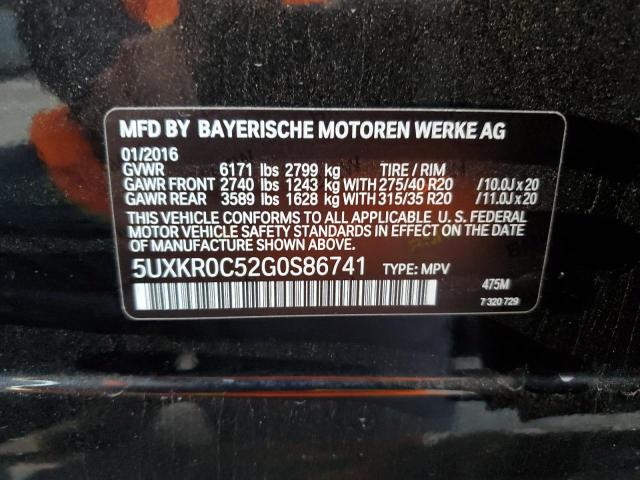 MFD BY BAYERISCHE MOTOREN WERKE AG
01/2016
GVWR 6171 lbs 2799 kg TIRE / RIM
GAWR FRONT 2740 lbs 1243 kg WITH 275/40 R20 /10.0J x 20
GAWR REAR 3589 lbs 1628 kg WITH 315/35 R20 /11.0J x 20
THIS VEHICLE CONFORMS TO ALL APPLICABLE U. S. FEDERAL
MOTOR VEHICLE SAFETY STANDARDS IN EFFECT ON THE DATE OF
MANUFACTURE SHOWN ABOVE.
5UXKR0C52G0S86741 TYPE: MPV 475M
7 320 729